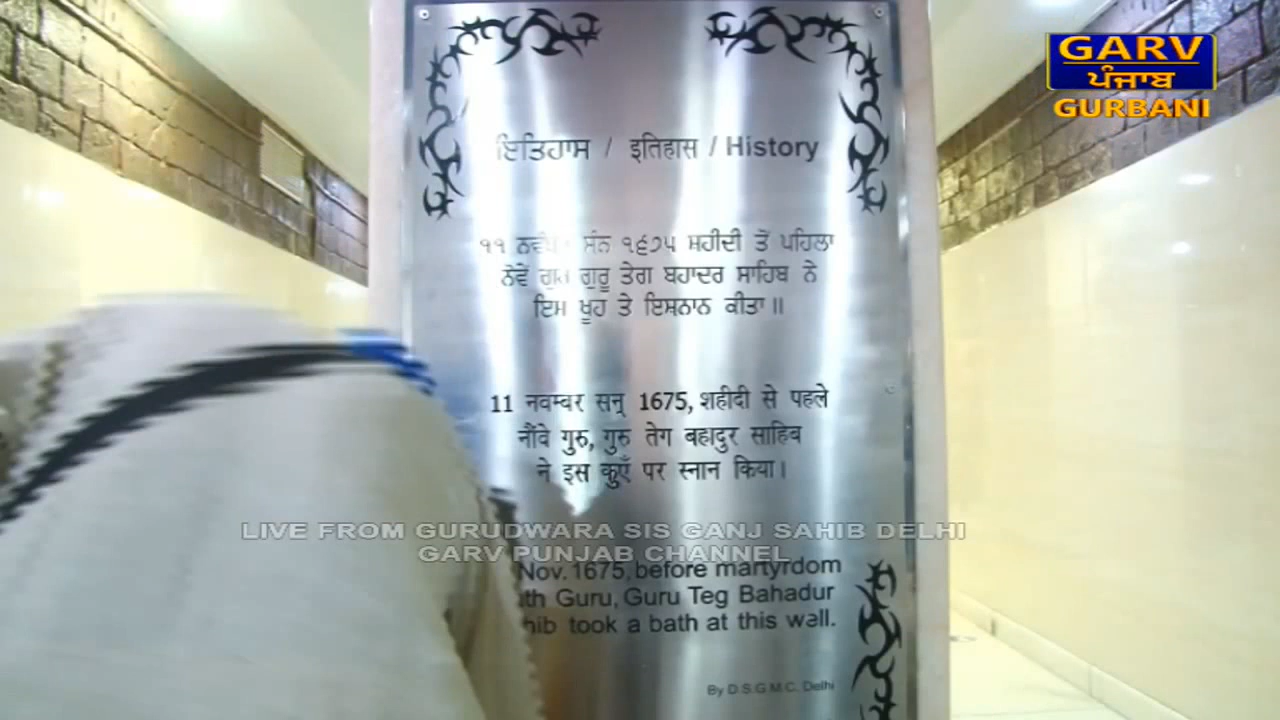 GARV
ਪੰਜਾਬ
GURBANI
ਇਤਿਹਾਸ / इतिहास / History
੧੧ ਸੰਨ ੧੬੭੫ ਸ਼ਹੀਦੀ ਤੋਂ ਪਹਿਲਾ
ਨੌਵੇਂ ਗੁਰੂ ਤੇਗ ਬਹਾਦਰ ਸਾਹਿਬ ਨੇ
ਇਸ ਖੂਹ ਤੇ ਇਸ਼ਨਾਨ ਕੀਤਾ॥
11 नवम्बर सन् 1675, शहीदी से पहले
नौंवे गुरु, गुरु तेग बहादुर साहिब
ने इस कुएँ पर स्नान किया।
LIVE FROM GURUDWARA SIS GANJ SAHIB DELHI
GARV PUNJAB CHANNEL
Nov. 1675, before martyrdom
Guru, Guru Teg Bahadur
took a bath at this well.
By D.S.G.M.C. Delhi